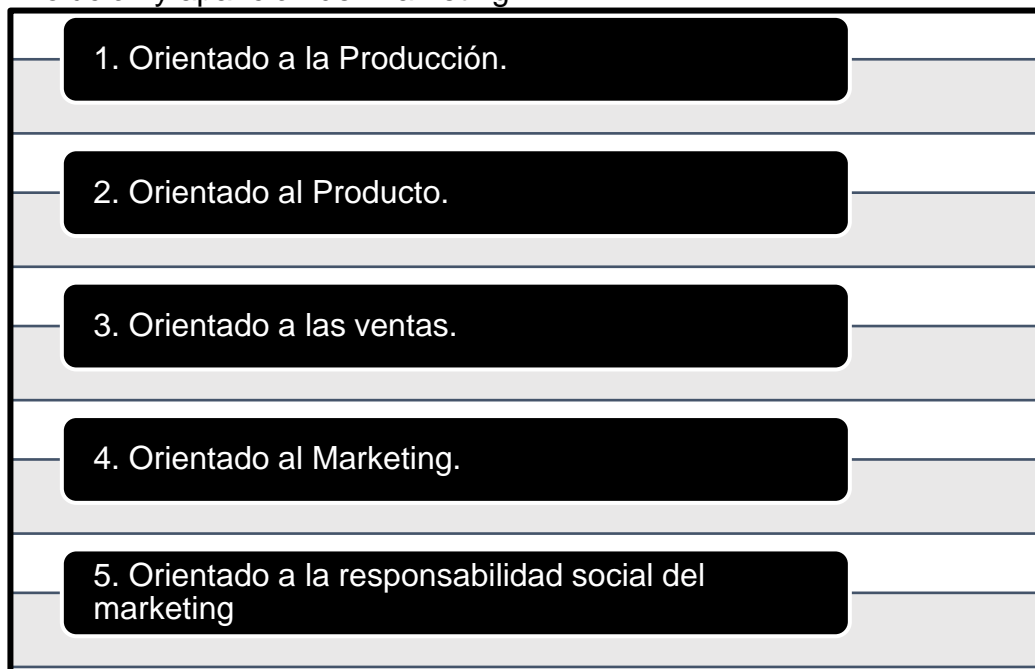 1. Orientado a la Producción.
2. Orientado al Producto.
3. Orientado a las ventas.
4. Orientado al Marketing.
5. Orientado a la responsabilidad social del
marketing